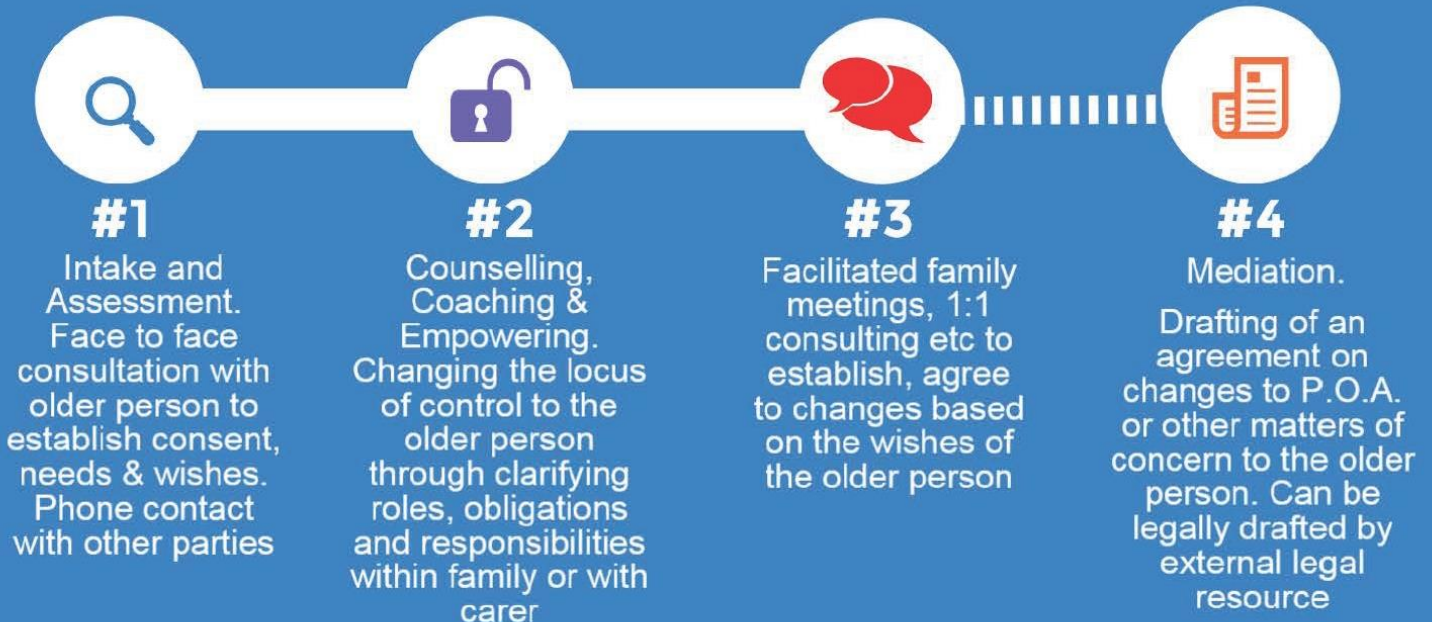 #1
Intake and
Assessment.
Face to face
consultation with
older person to
establish consent,
needs & wishes.
Phone contact
with other parties
#2
Counselling,
Coaching &
Empowering.
Changing the locus
of control to the
older person
through clarifying
roles, obligations
and responsibilities
within family or with
carer
#3
Facilitated family
meetings, 1:1
consulting etc to
establish, agree
to changes based
on the wishes of
the older person
#4
Mediation.
Drafting of an
agreement on
changes to P.O.A.
or other matters of
concern to the older
person. Can be
legally drafted by
external legal
resource